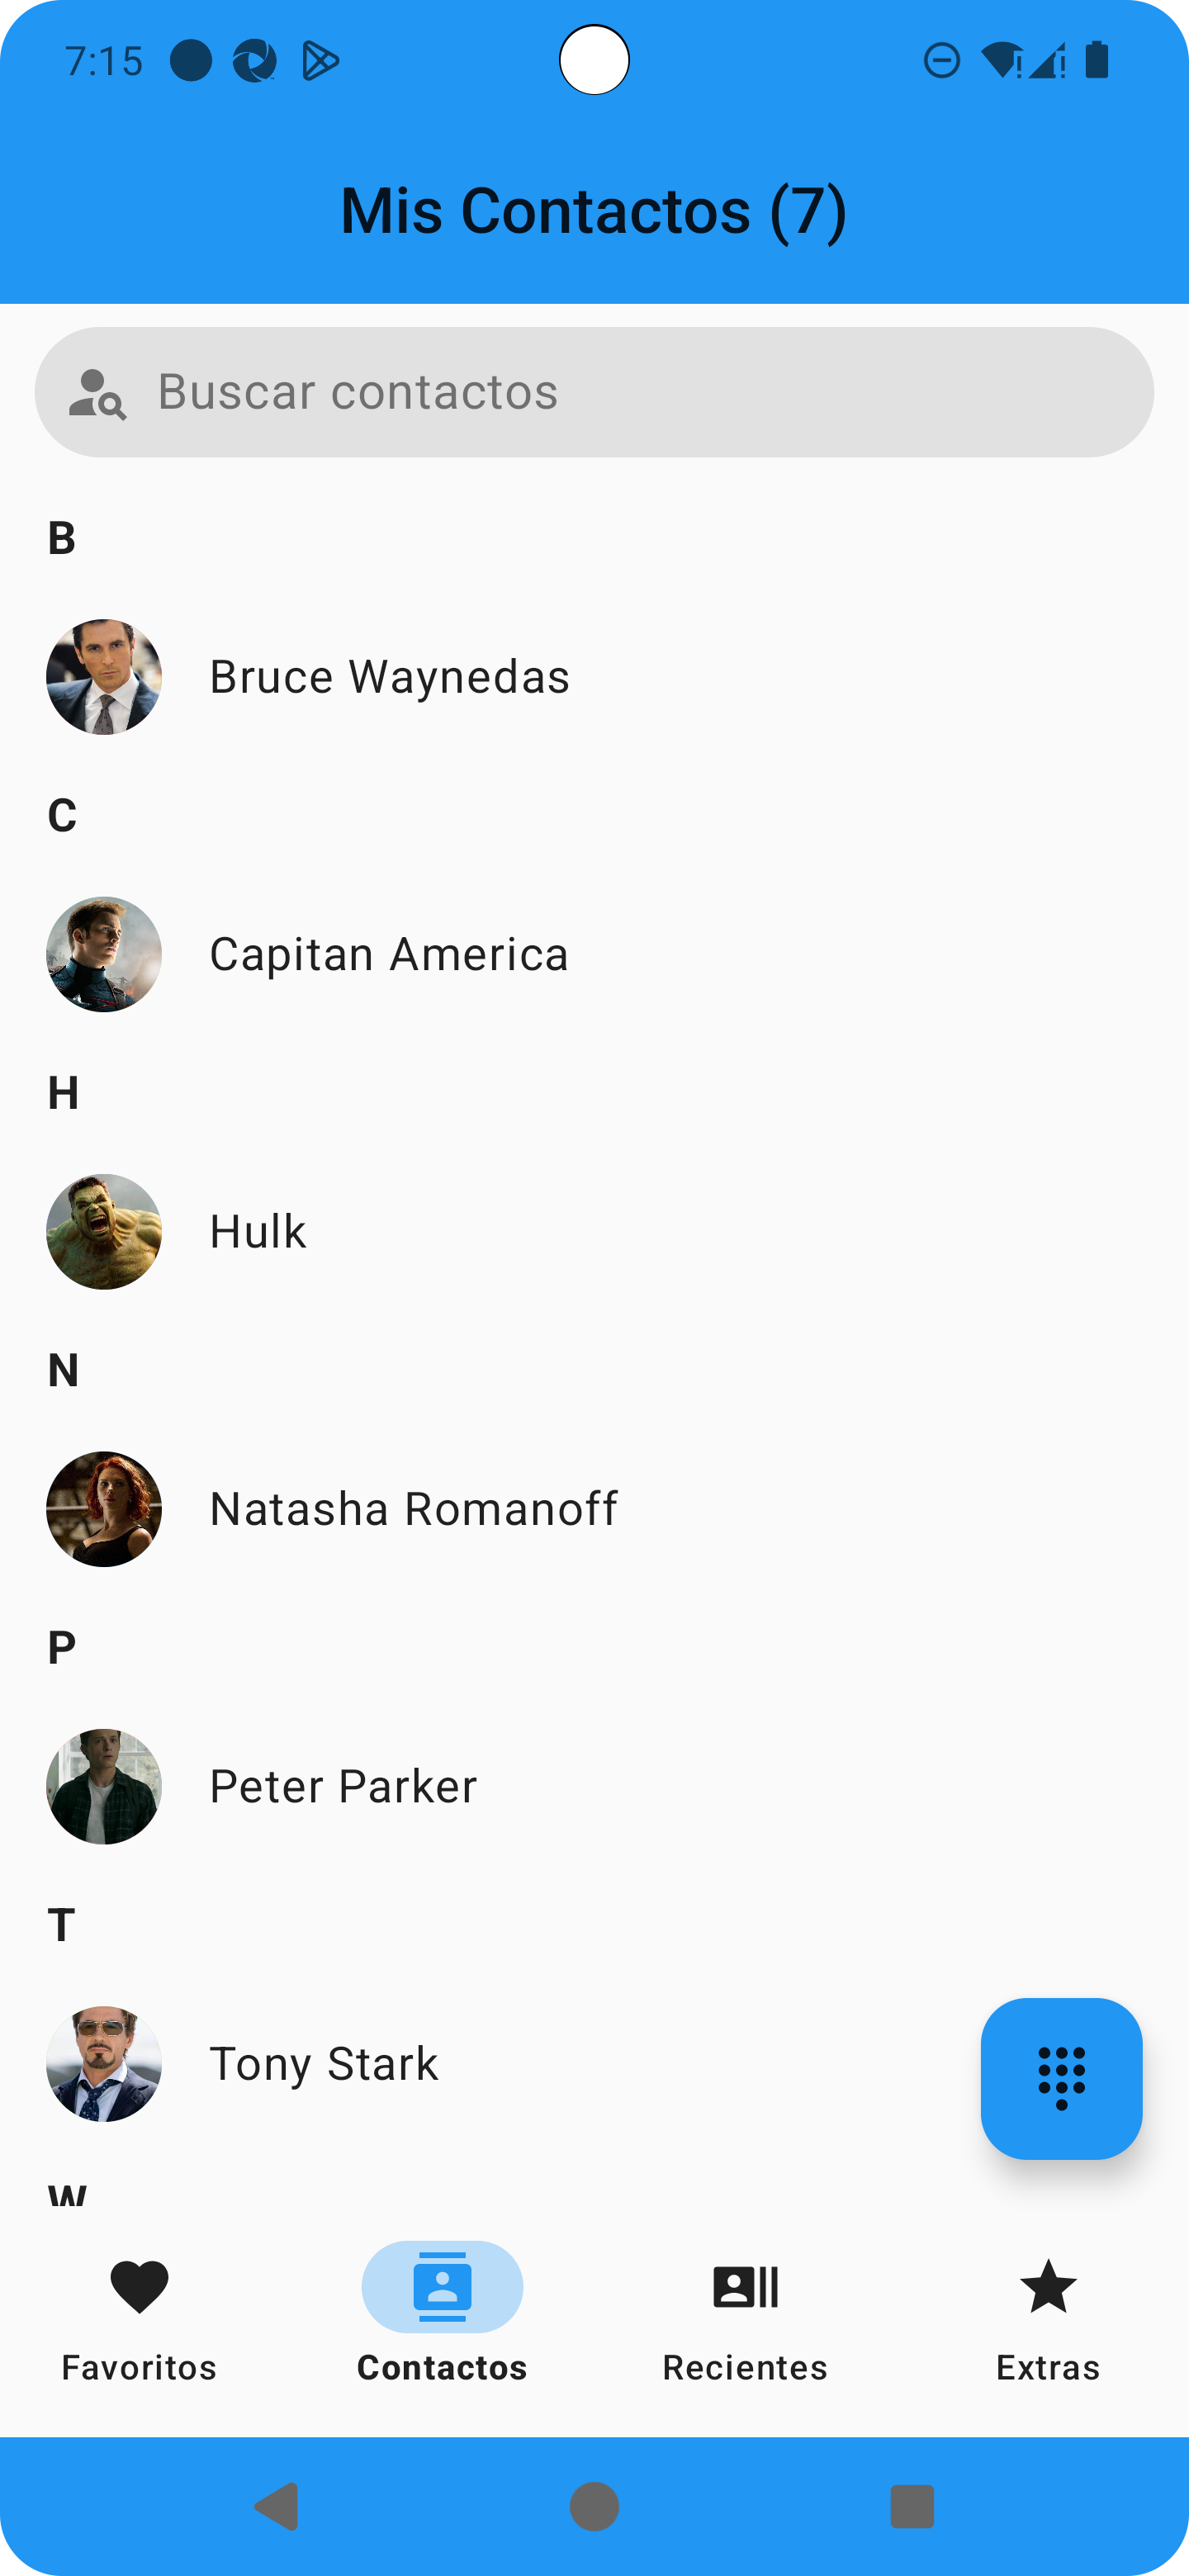 7:15
Mis Contactos (7)
Buscar contactos
B
Bruce Waynedas
C
Capitan America
H
Hulk
N
Natasha Romanoff
P
Peter Parker
T
Tony Stark
W
Favoritos
Contactos
Recientes
Extras